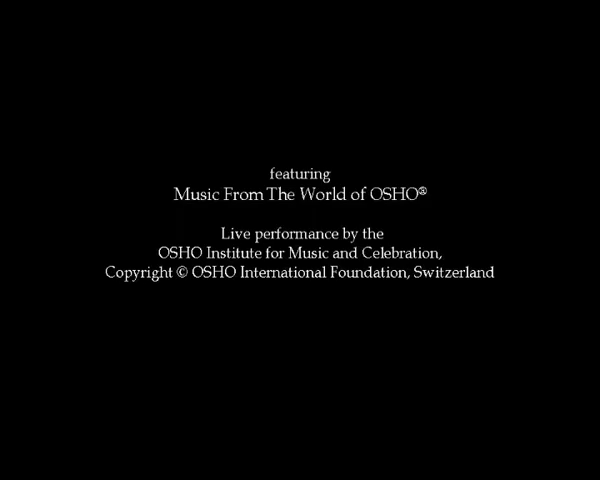 featuring
Music From The World of OSHO®
Live performance by the
OSHO Institute for Music and Celebration,
Copyright © OSHO International Foundation, Switzerland